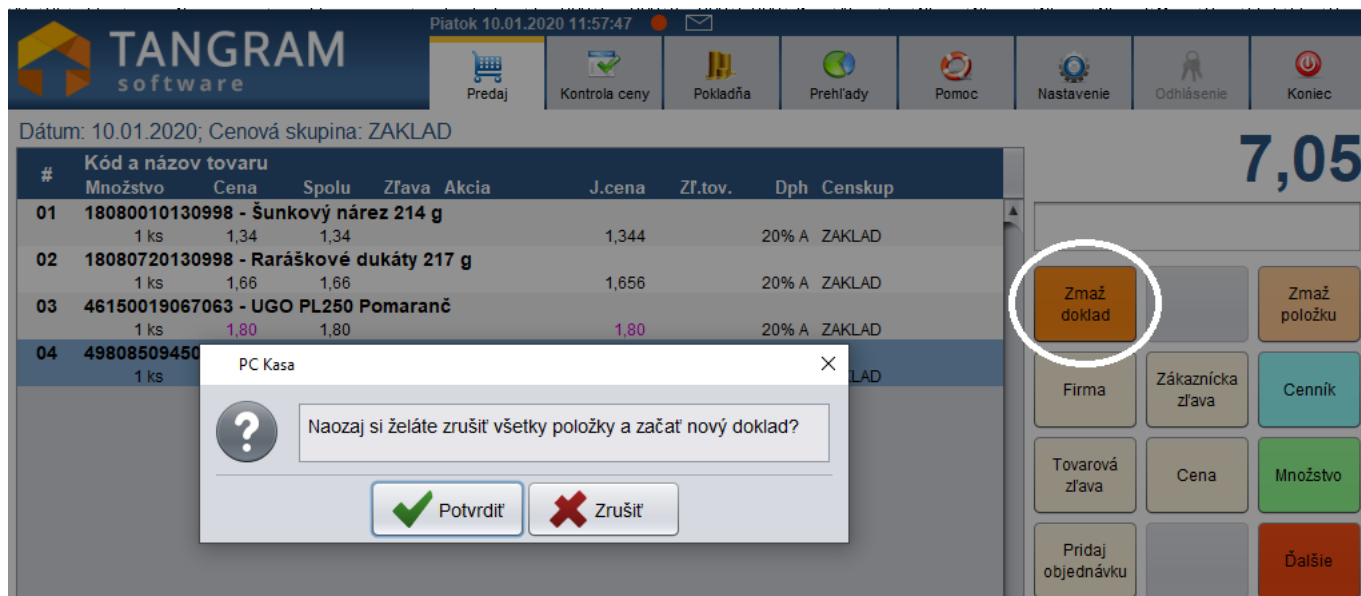 Piatok 10.01.2020 11:57:47
TANGRAM
software
Predaj
Kontrola ceny
Pokladňa
Prehľady
Pomoc
Nastavenie
Odhlásenie
Koniec
Dátum: 10.01.2020; Cenová skupina: ZAKLAD
7,05
# Kód a názov tovaru
Množstvo Cena Spolu Zľava Akcia J.cena Zľ.tov. Dph Censkup
01 18080010130998 - Šunkový nárez 214 g
1 ks 1,34 1,34 1,344 20% A ZAKLAD
02 18080720130998 - Raráškové dukáty 217 g
1 ks 1,66 1,66 1,656 20% A ZAKLAD
03 46150019067063 - UGO PL250 Pomaranč
1 ks 1,80 1,80 1,80 20% A ZAKLAD
04 49808509450
1 ks LAD
PC Kasa
Naozaj si želáte zrušiť všetky položky a začať nový doklad?
Potvrdiť
Zrušiť
Zmaž
doklad
Zmaž
položku
Firma
Zákaznícka
zľava
Cenník
Tovarová
zľava
Cena
Množstvo
Pridaj
objednávku
Ďalšie